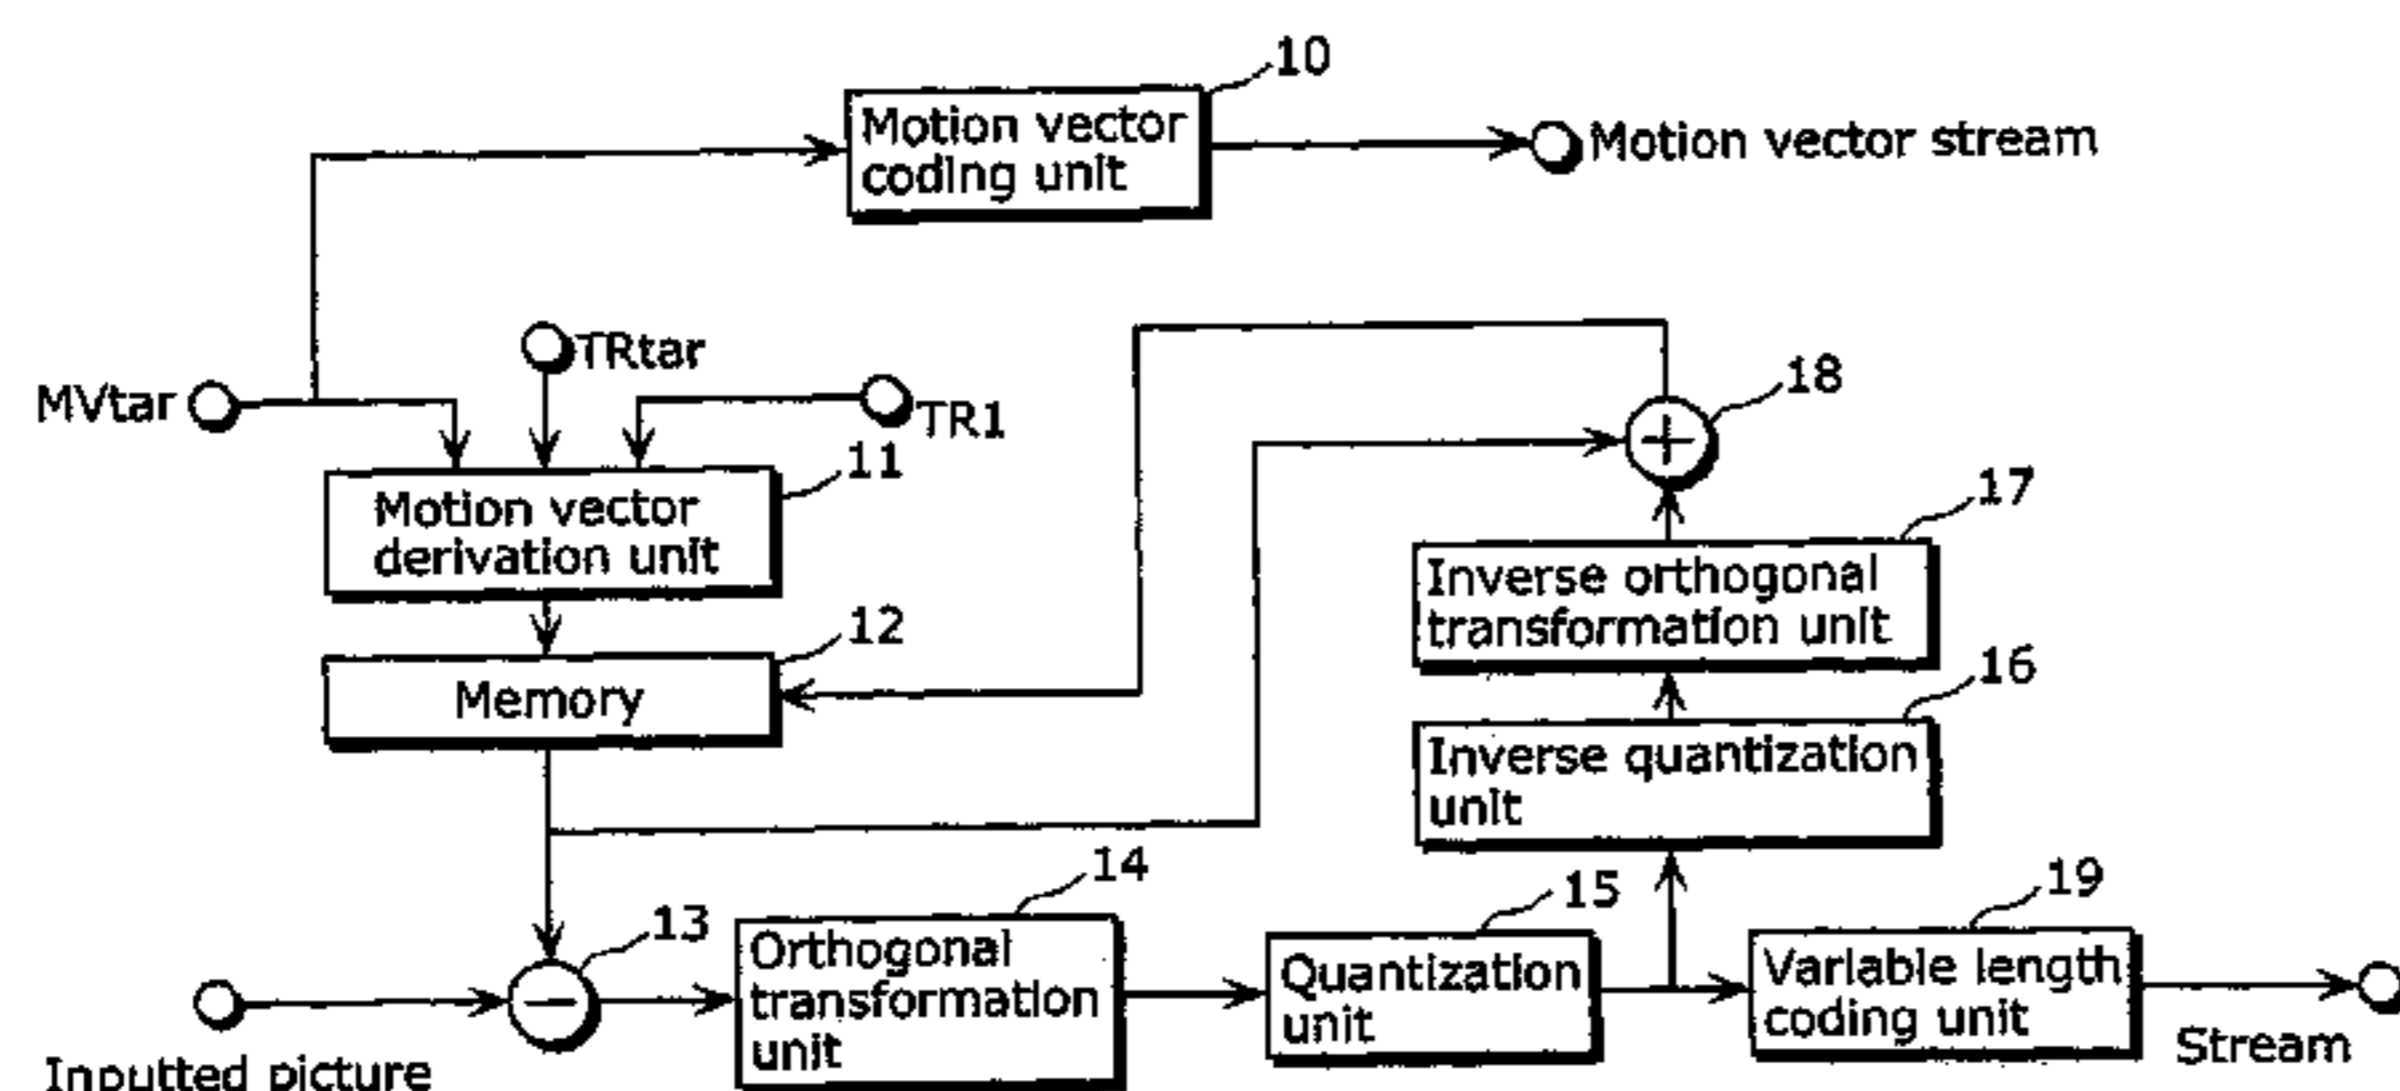 10
Motion vector
coding unit
Motion vector stream
TRtar
MVtar
TR1
18
11
Motion vector
derivation unit
17
Inverse orthogonal
transformation unit
12
Memory
16
Inverse quantization
unit
14
15
19
13
Orthogonal
transformation
unit
Quantization
unit
Variable length
coding unit
Inputted picture
Stream